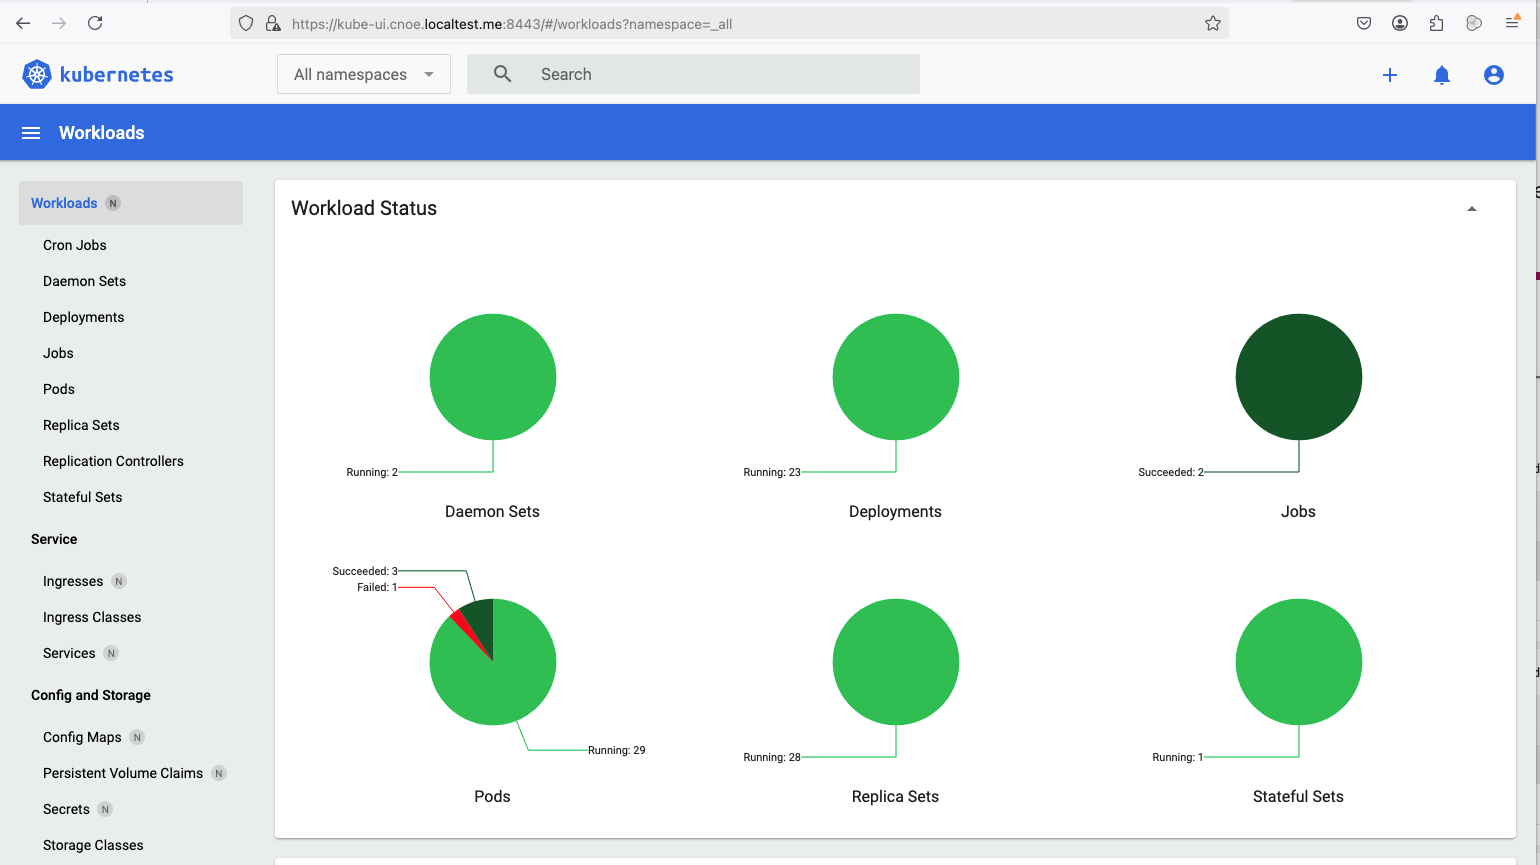 https://kube-ui.cnoe.localtest.me:8443/#/workloads?namespace=_all
kubernetes
All namespaces
Search
Workloads
Workloads N
Cron Jobs
Daemon Sets
Deployments
Jobs
Pods
Replica Sets
Replication Controllers
Stateful Sets
Service
Ingresses N
Ingress Classes
Services N
Config and Storage
Config Maps N
Persistent Volume Claims N
Secrets N
Storage Classes
Workload Status
Running: 2
Daemon Sets
Running: 23
Deployments
Succeeded: 2
Jobs
Succeeded: 3
Failed: 1
Running: 29
Pods
Running: 28
Replica Sets
Running: 1
Stateful Sets